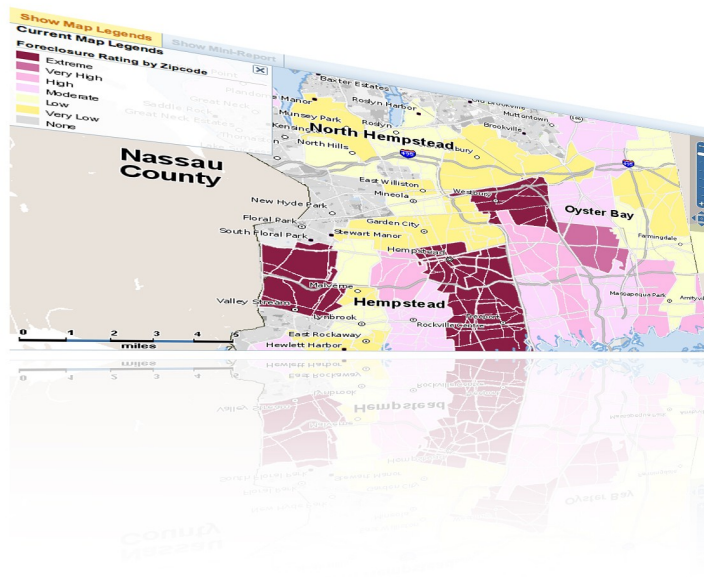 Show Map Legends
Show Mini-Report
Current Map Legends
Foreclosure Rating by Zipcode
Extreme
Very High
High
Moderate
Low
Very Low
None
Baxter Estates
Roslyn Harbor
Old Brookville
Muttontown
Munsey Park
Roslyn
Brookville
North Hempstead
North Hills
Nassau
County
East Williston
Mineola
Westbury
New Hyde Park
Oyster Bay
Floral Park
Garden City
South Floral Park
Stewart Manor
Farmingdale
Hempstead
Malverne
Massapequa Park
Valley Stream
Hempstead
Lynbrook
Rockville Centre
East Rockaway
Hewlett Harbor
0 1 2 3 4 5
miles